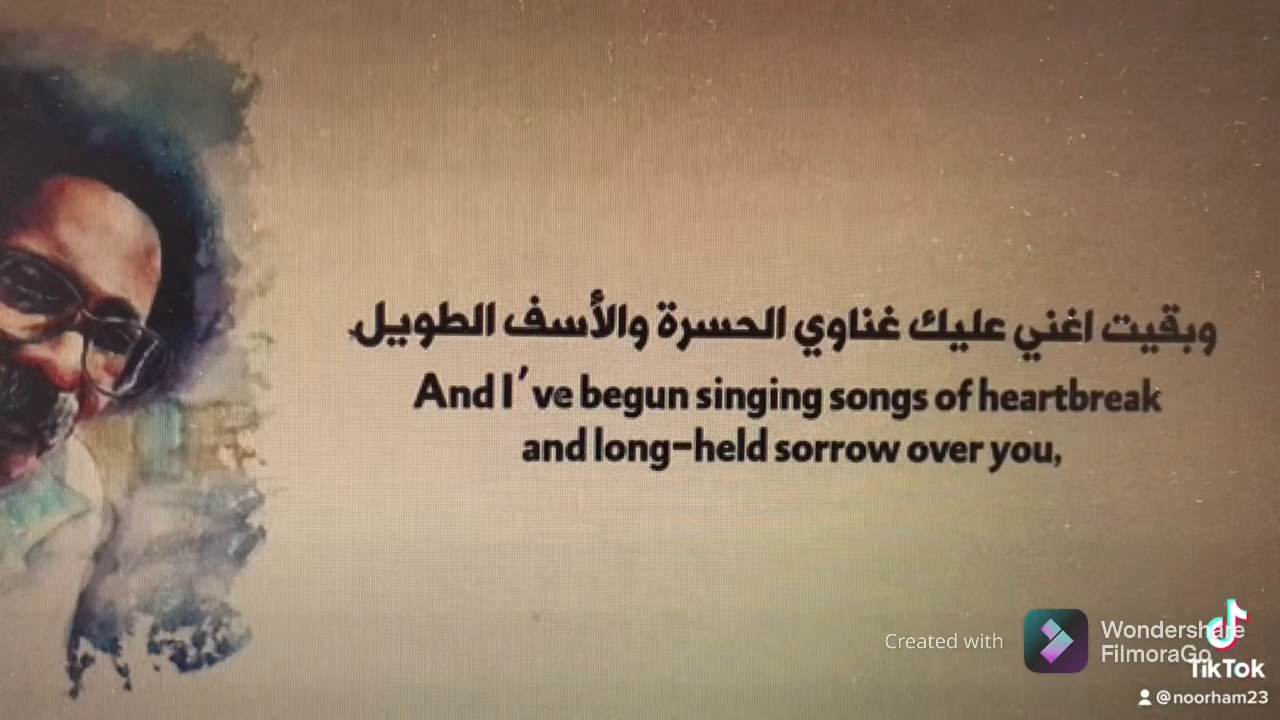 وبقيت اغني عليك غناوي الحسرة والأسف الطويل
And I've begun singing songs of heartbreak
and long-held sorrow over you,
Created with
Wondershare
FilmoraGo
TikTok
@noorham23